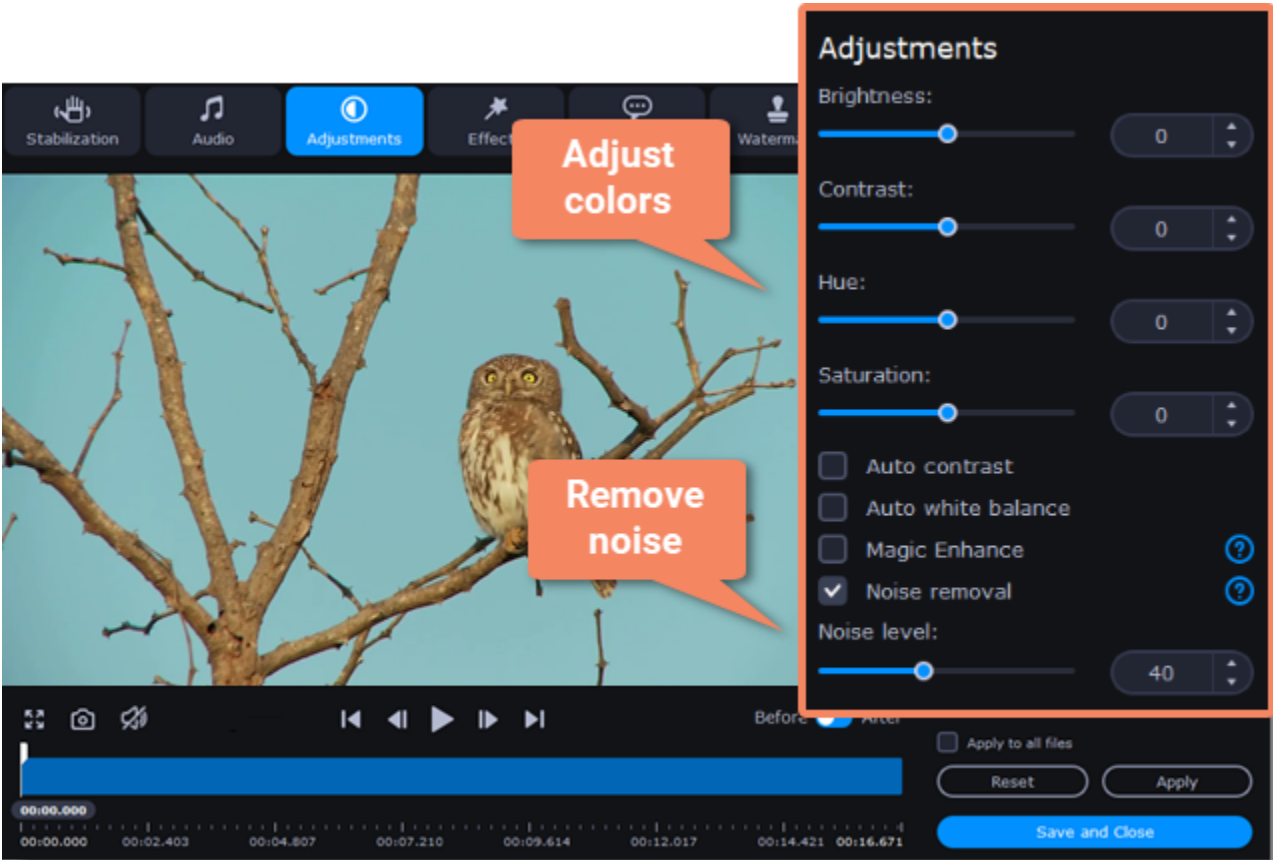 Adjustments
Stabilization
Audio
Adjustments
Adjust
colors
Remove
noise
Brightness:
0
Contrast:
0
Hue:
0
Saturation:
0
Auto contrast
Auto white balance
Magic Enhance
?
Noise removal
?
Noise level:
40
Before
After
Apply to all files
Reset
Apply
Save and Close
00:00.000
00:00.000
00:02.403
00:04.807
00:07.210
00:09.614
00:12.017
00:14.421
00:16.671